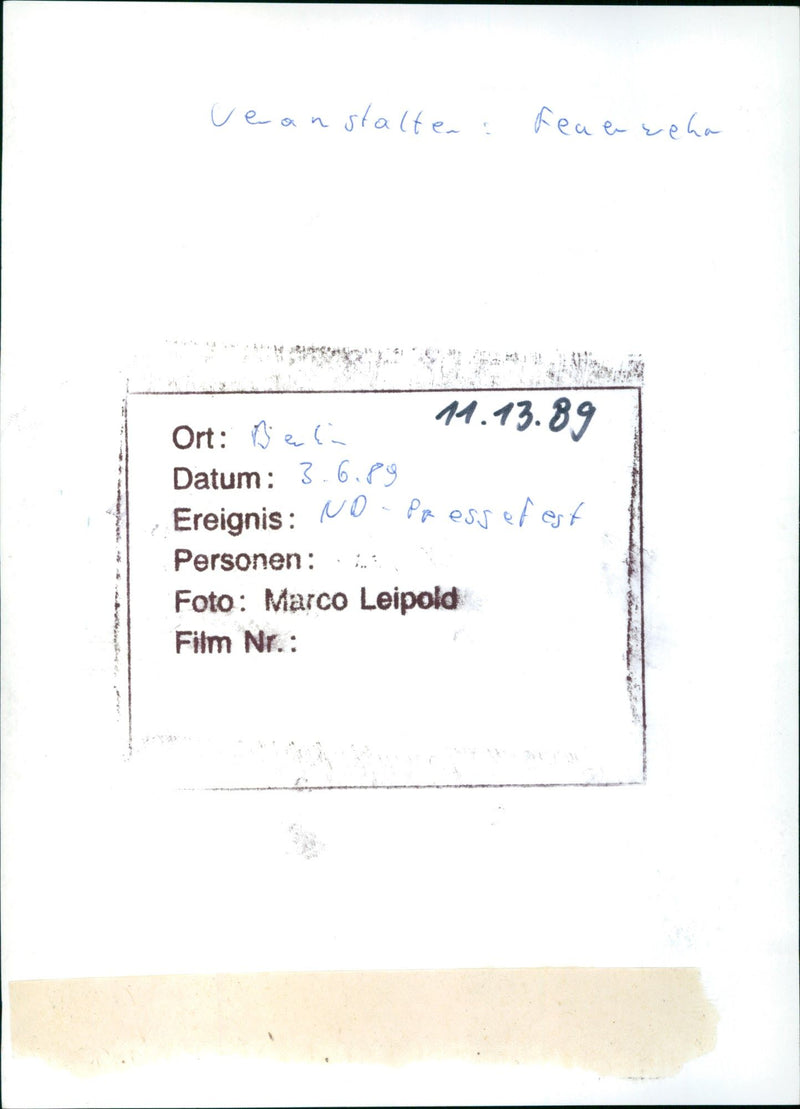 Veranstalter: Feuerwehr
11.13.89
Ort: Berlin
Datum: 3.6.89
Ereignis: ND-Pressefest
Personen:
Foto: Marco Leipold
Film Nr.: